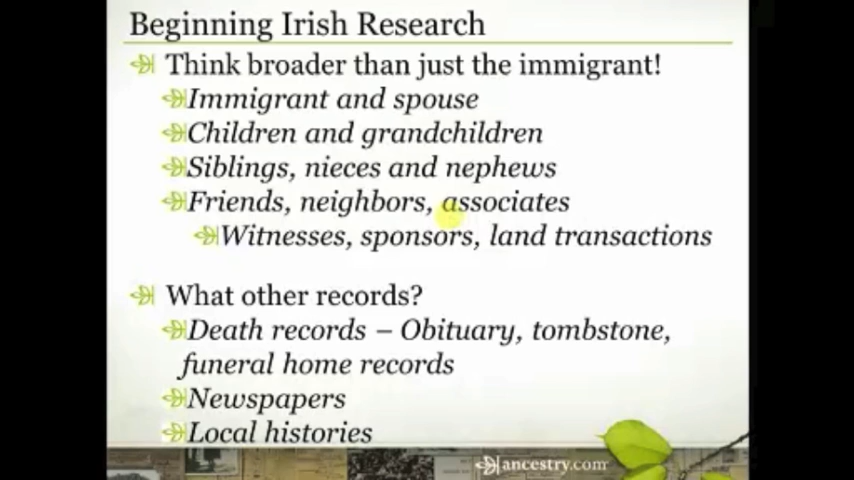 Beginning Irish Research
Think broader than just the immigrant!
Immigrant and spouse
Children and grandchildren
Siblings, nieces and nephews
Friends, neighbors, associates
Witnesses, sponsors, land transactions
What other records?
Death records – Obituary, tombstone,
funeral home records
Newspapers
Local histories
ancestry.com